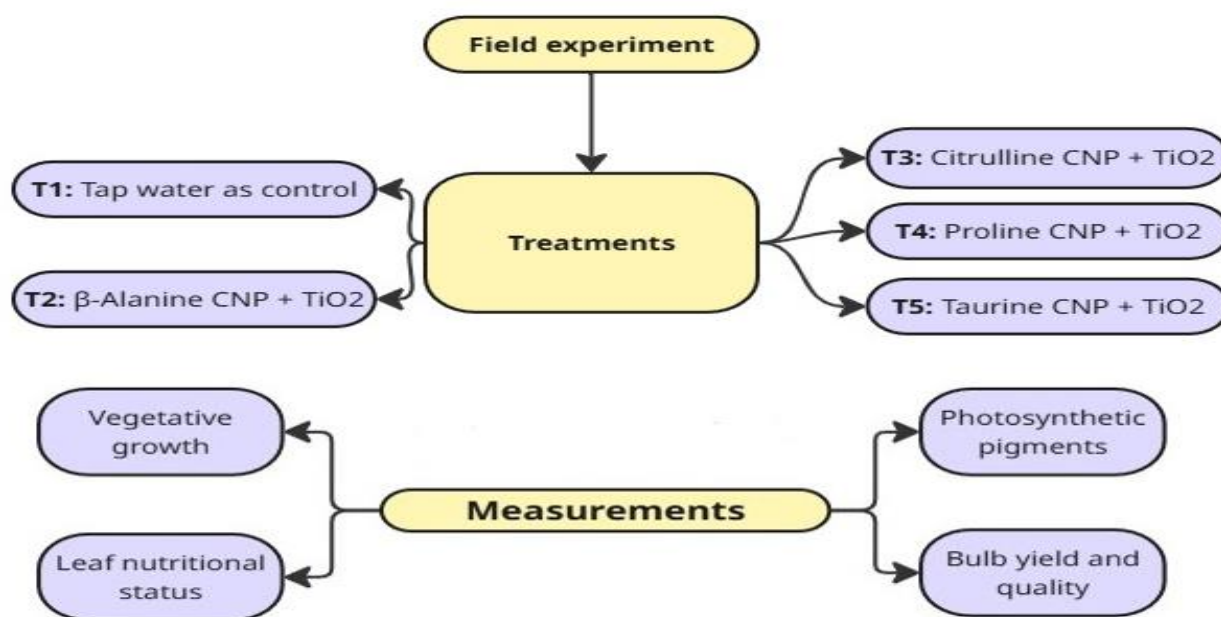 Field experiment
T1: Tap water as control
T2: β-Alanine CNP + TiO2
Treatments
T3: Citrulline CNP + TiO2
T4: Proline CNP + TiO2
T5: Taurine CNP + TiO2
Vegetative
growth
Leaf nutritional
status
Measurements
Photosynthetic
pigments
Bulb yield and
quality